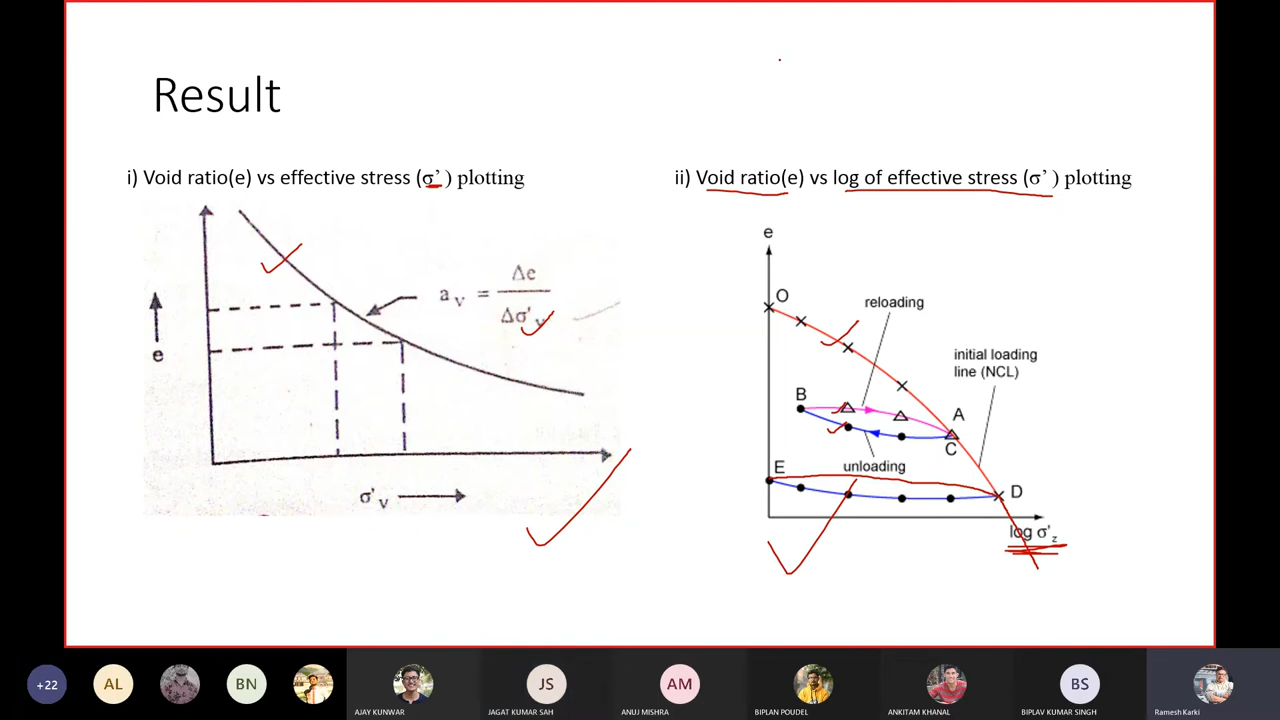 Result
i) Void ratio(e) vs effective stress (σ’ ) plotting
e
a v = Δe / Δσ' v
σ' v
ii) Void ratio(e) vs log of effective stress (σ’ ) plotting
e
O
reloading
initial loading
line (NCL)
B
A
C
unloading
E
D
log σ' z
+22
AL
BN
AJAY KUNWAR
JS
JAGAT KUMAR SAH
AM
ANUJ MISHRA
BIPLAN POUDEL
ANKITAM KHANAL
BS
BIPLAV KUMAR SINGH
Ramesh Karki